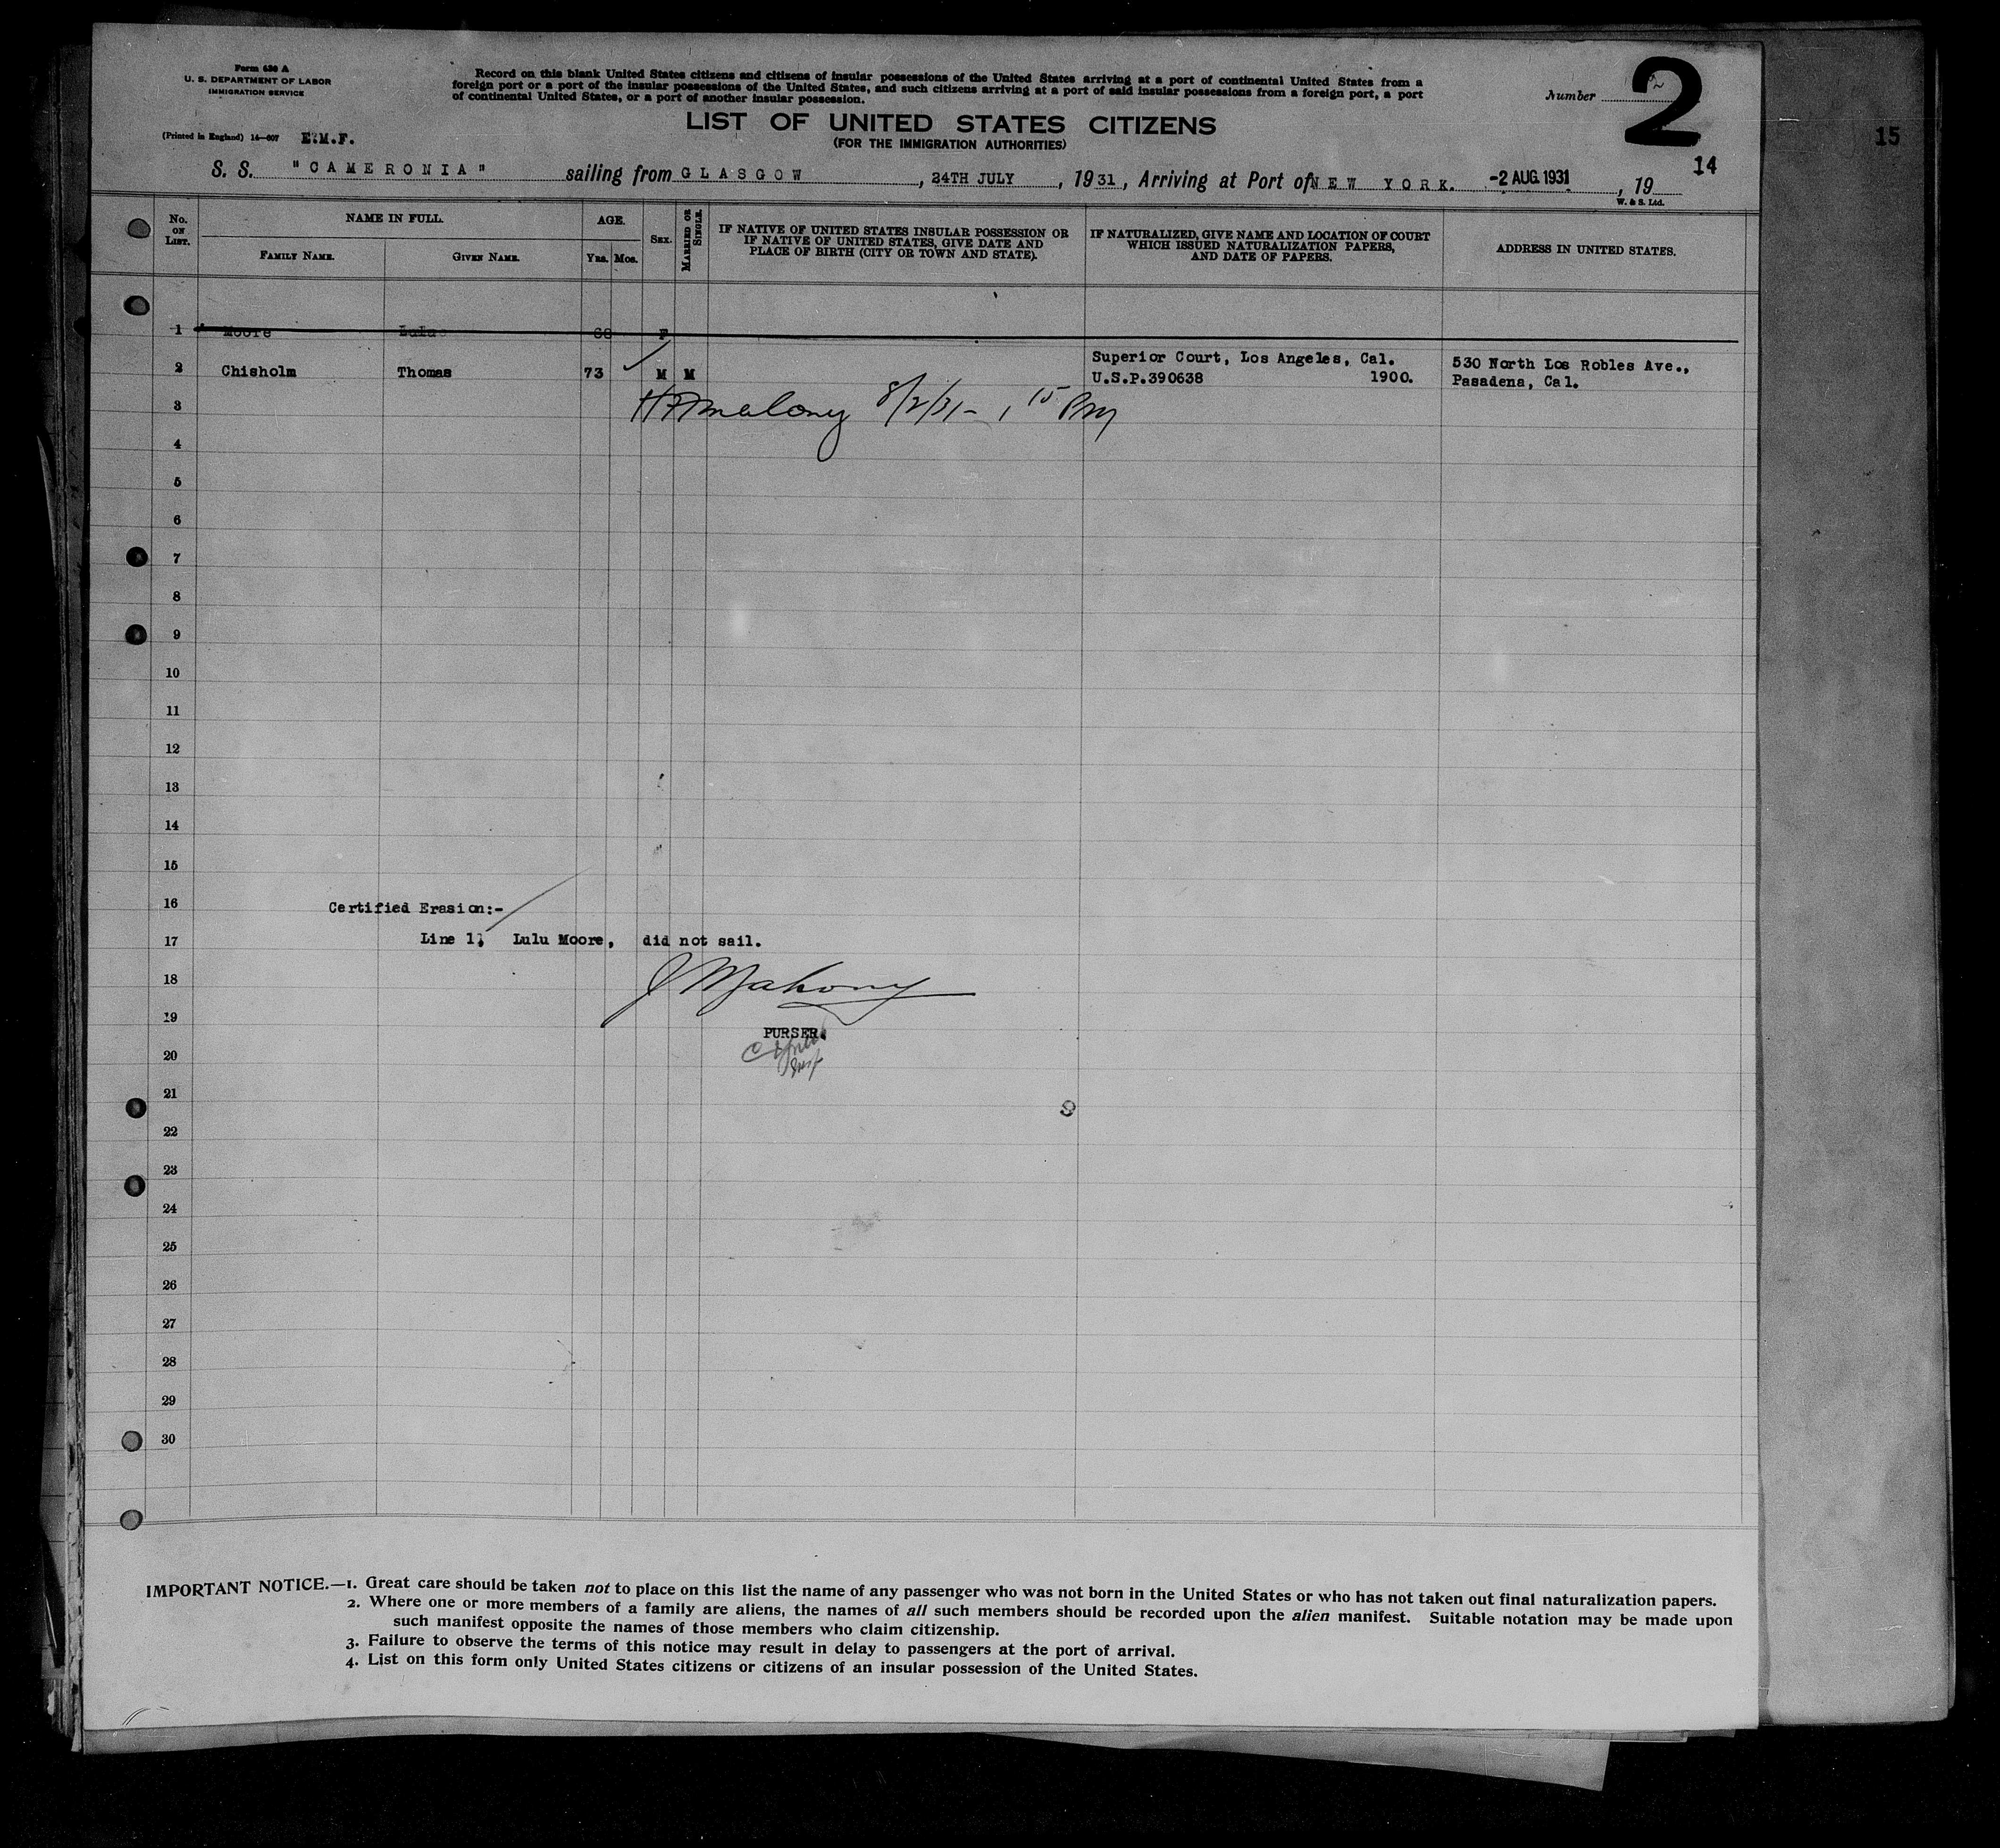 Form 630 A
U. S. DEPARTMENT OF LABOR
IMMIGRATION SERVICE
Record on this blank United States citizens and citizens of insular possessions of the United States arriving at a port of continental United States from a
foreign port or a port of the insular possessions of the United States, and such citizens arriving at a port of said insular possessions from a foreign port, a port
of continental United States, or a port of another insular possession.
Number 2
2
15
LIST OF UNITED STATES CITIZENS
(Printed in England) 14—607 E.M.F.
(FOR THE IMMIGRATION AUTHORITIES)
14
S. S. "CAMERONIA" sailing from GLASGOW, 24TH JULY, 1931, Arriving at Port of NEW YORK. -2 AUG. 1931, 19
W. & S. Ltd.
No. ON LIST.
NAME IN FULL.
FAMILY NAME.
GIVEN NAME.
AGE.
Yrs. Mos.
SEX.
MARRIED OR SINGLE.
IF NATIVE OF UNITED STATES INSULAR POSSESSION OR
IF NATIVE OF UNITED STATES, GIVE DATE AND
PLACE OF BIRTH (CITY OR TOWN AND STATE).
IF NATURALIZED, GIVE NAME AND LOCATION OF COURT
WHICH ISSUED NATURALIZATION PAPERS,
AND DATE OF PAPERS.
ADDRESS IN UNITED STATES.
1 Moore Lulu F
2 Chisholm Thomas 73 M M Superior Court, Los Angeles, Cal. 530 North Los Robles Ave.,
U.S.P.390638 1900. Pasadena, Cal.
3 8/2/31 - 1 15 PM
4
5
6
7
8
9
10
11
12
13
14
15
16 Certified Erasion:-
17 Line 1, Lulu Moore, did not sail.
18 J Mahony
19 PURSER.
20
21
22
23
24
25
26
27
28
29
30
IMPORTANT NOTICE.—1. Great care should be taken not to place on this list the name of any passenger who was not born in the United States or who has not taken out final naturalization papers.
2. Where one or more members of a family are aliens, the names of all such members should be recorded upon the alien manifest. Suitable notation may be made upon
such manifest opposite the names of those members who claim citizenship.
3. Failure to observe the terms of this notice may result in delay to passengers at the port of arrival.
4. List on this form only United States citizens or citizens of an insular possession of the United States.